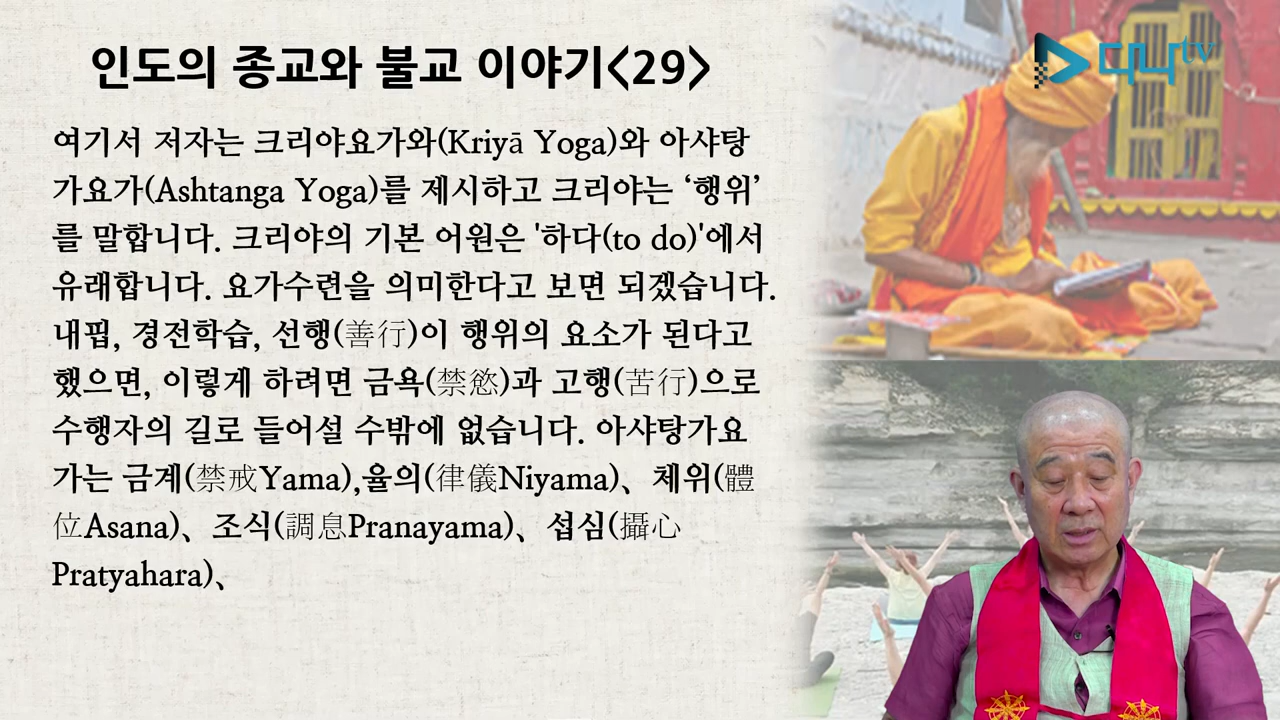 인도의 종교와 불교 이야기<29>
다나tv
여기서 저자는 크리야요가와(Kriyā Yoga)와 아샤탕
가요가(Ashtanga Yoga)를 제시하고 크리야는 ‘행위’
를 말합니다. 크리야의 기본 어원은 '하다(to do)'에서
유래합니다. 요가수련을 의미한다고 보면 되겠습니다.
내핍, 경전학습, 선행(善行)이 행위의 요소가 된다고
했으면, 이렇게 하려면 금욕(禁慾)과 고행(苦行)으로
수행자의 길로 들어설 수밖에 없습니다. 아샤탕가요
가는 금계(禁戒Yama),율의(律儀Niyama)、체위(體
位Asana)、조식(調息Pranayama)、섭심(攝心
Pratyahara)、